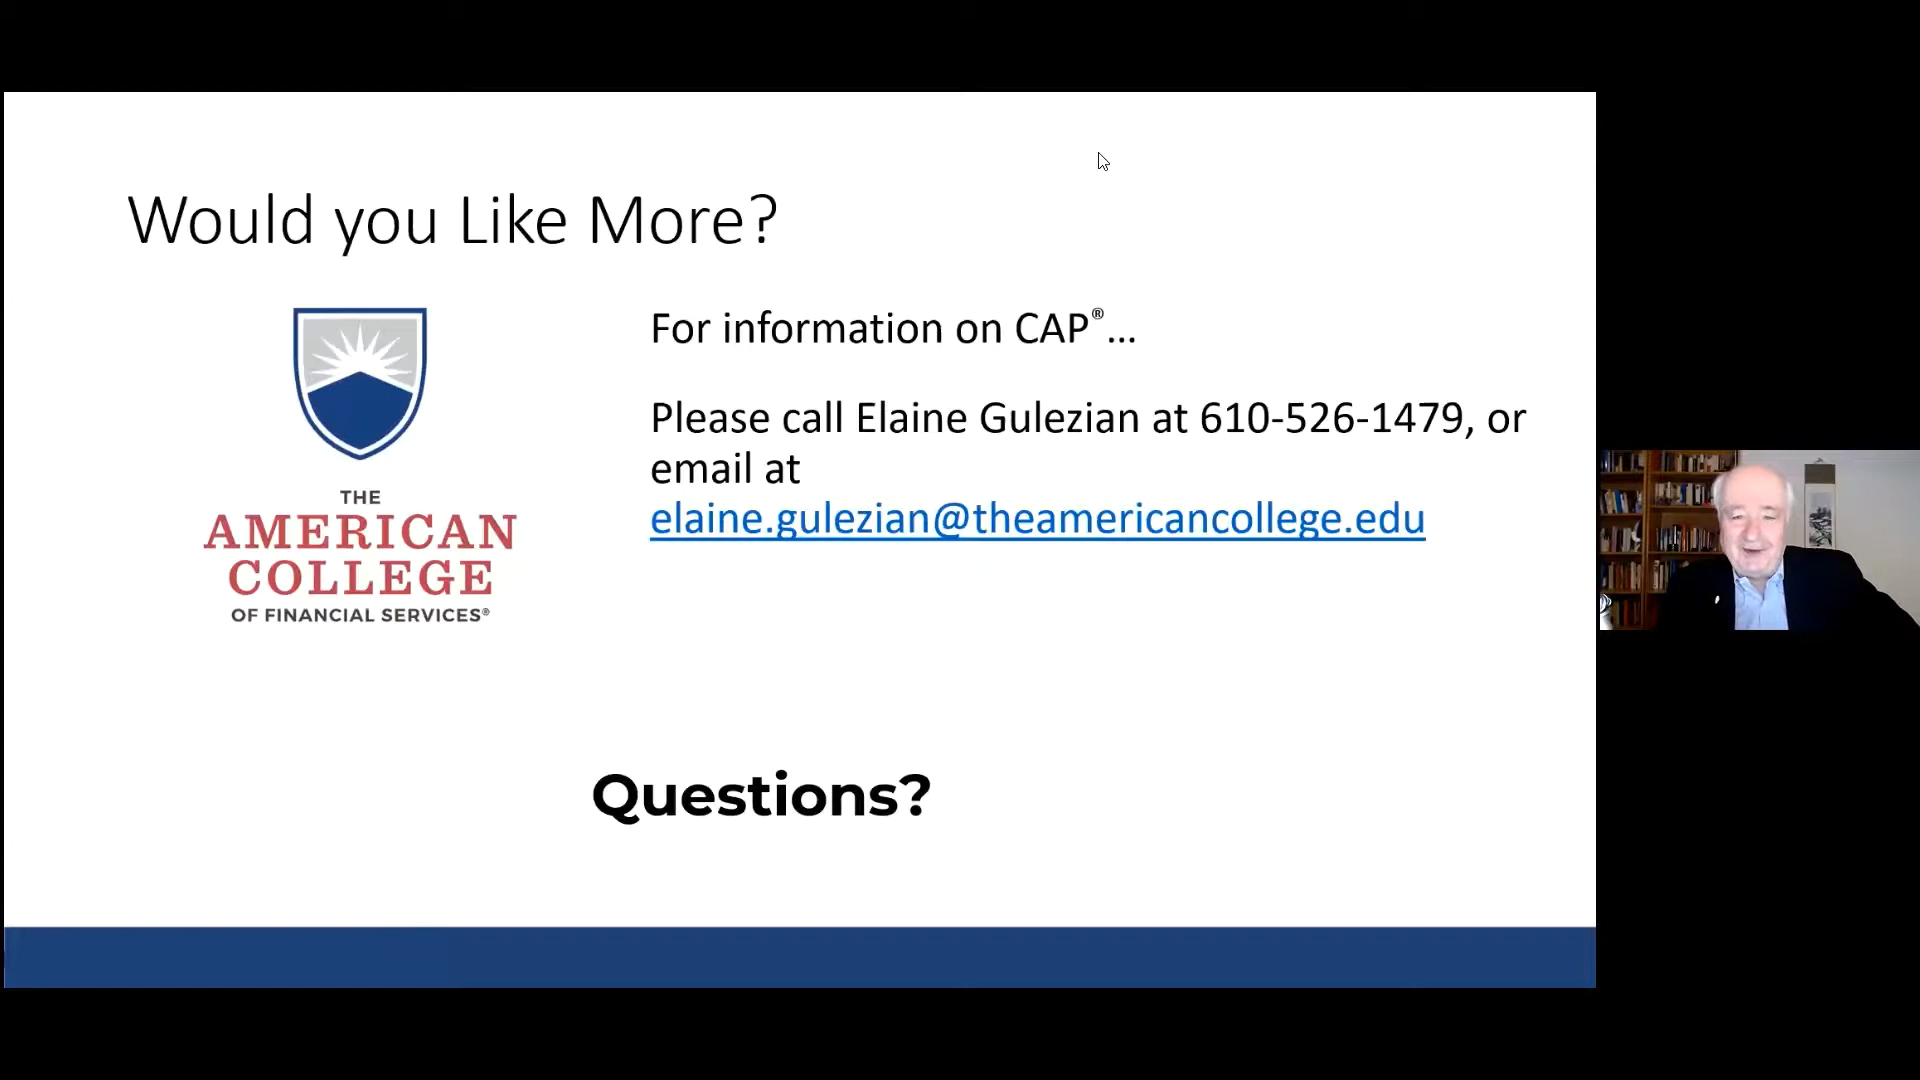 Would you Like More?
THE
AMERICAN
COLLEGE
OF FINANCIAL SERVICES®
For information on CAP®...
Please call Elaine Gulezian at 610-526-1479, or
email at
elaine.gulezian@theamericancollege.edu
Questions?